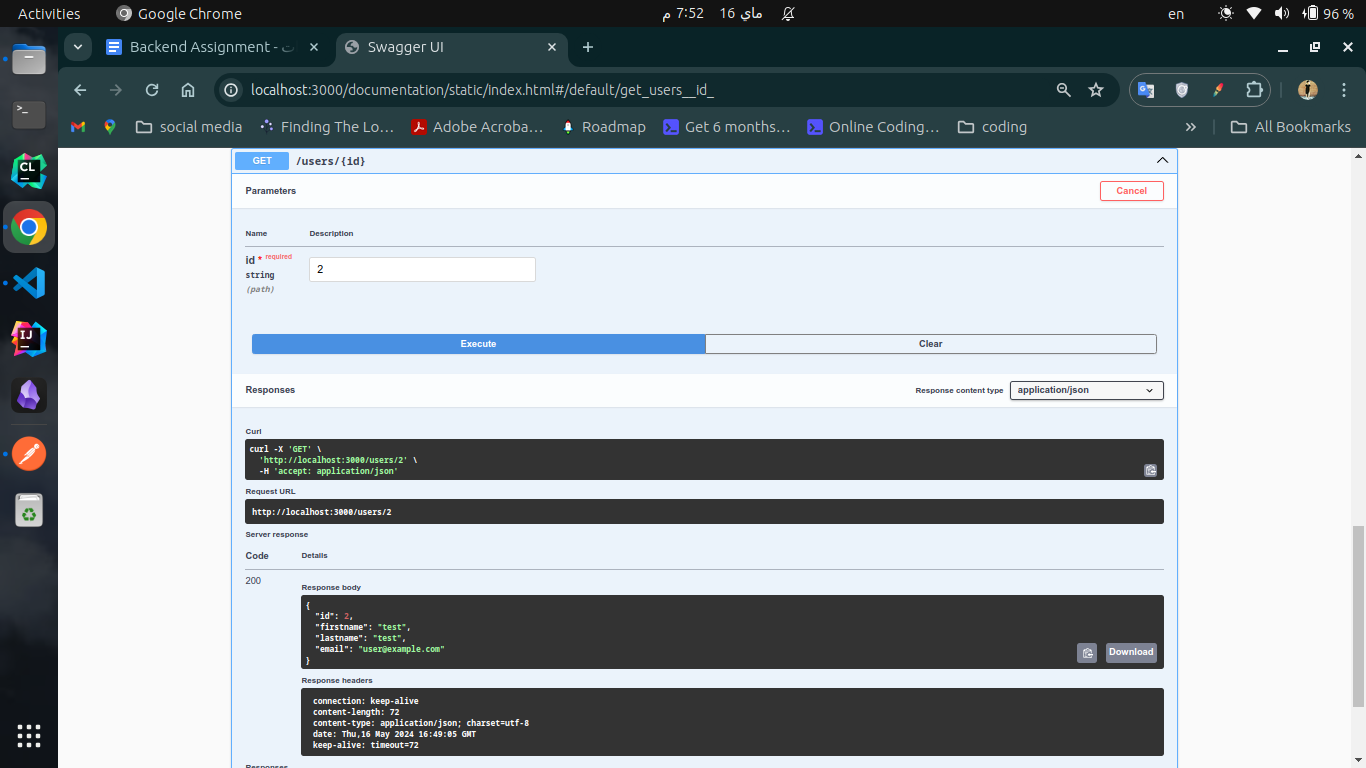 Activities
Google Chrome
م 7:52 ماي 16
en
96 %
Backend Assignment -
Swagger UI
localhost:3000/documentation/static/index.html#/default/get_users__id_
social media
Finding The Lo...
Adobe Acroba...
Roadmap
Get 6 months...
Online Coding...
coding
»
All Bookmarks
GET /users/{id}
Parameters
Cancel
Name Description
id * required
string
(path)
2
Execute
Clear
Responses
Response content type
application/json
Curl
curl -X 'GET' \
'http://localhost:3000/users/2' \
-H 'accept: application/json'
Request URL
http://localhost:3000/users/2
Server response
Code Details
200
Response body
{
"id": 2,
"firstname": "test",
"lastname": "test",
"email": "user@example.com"
}
Download
Response headers
connection: keep-alive
content-length: 72
content-type: application/json; charset=utf-8
date: Thu,16 May 2024 16:49:05 GMT
keep-alive: timeout=72
Responses